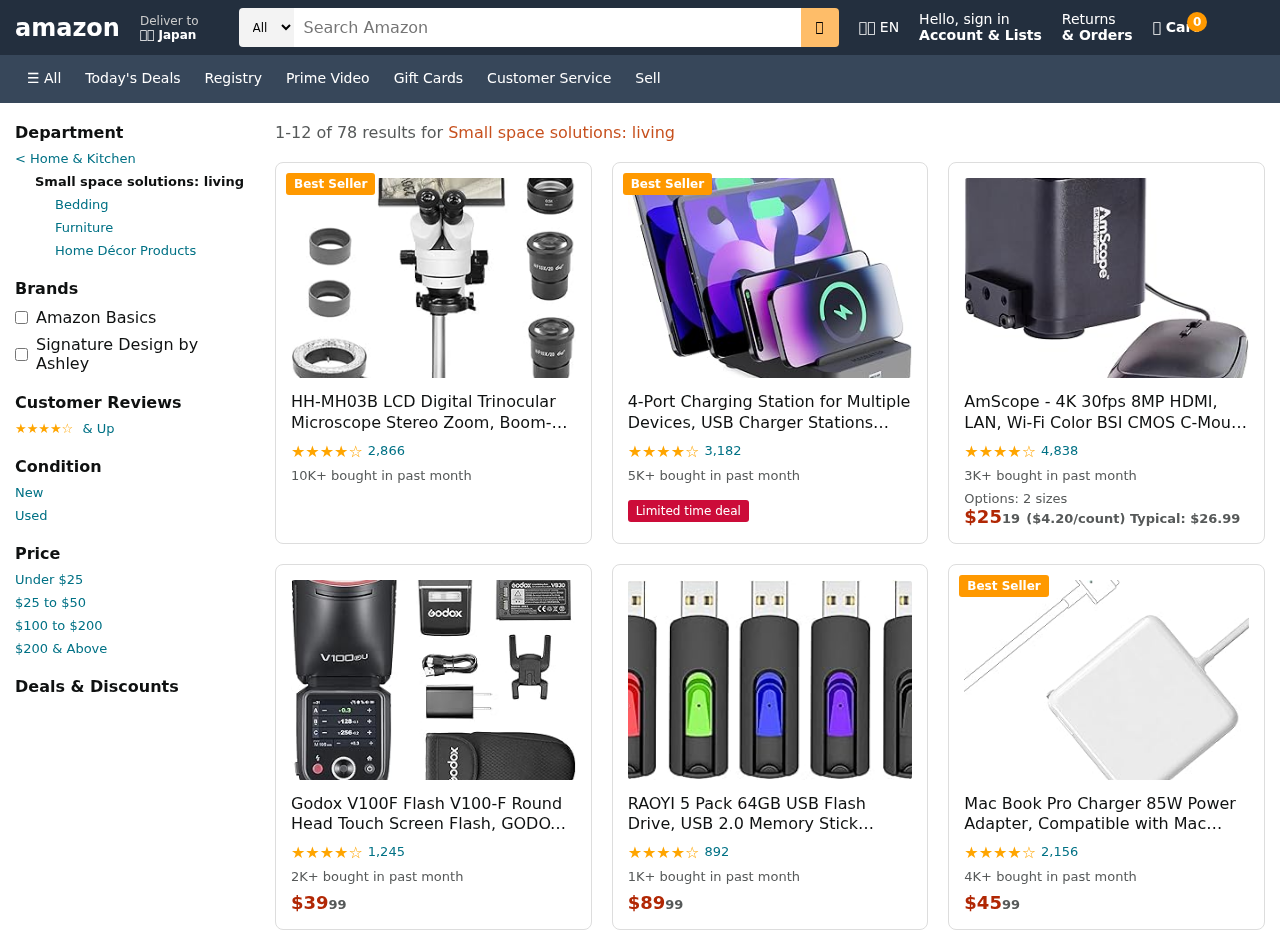 amazon
Deliver to
Japan
All
Search Amazon
EN
Hello, sign in
Account & Lists
Returns
& Orders
0
☰ All
Today's Deals
Registry
Prime Video
Gift Cards
Customer Service
Sell
Department
< Home & Kitchen
Small space solutions: living
Bedding
Furniture
Home Décor Products
Brands
Amazon Basics
Signature Design by
Ashley
Customer Reviews
★★★★☆ & Up
Condition
New
Used
Price
Under $25
$25 to $50
$100 to $200
$200 & Above
Deals & Discounts
1-12 of 78 results for Small space solutions: living
Best Seller
HH-MH03B LCD Digital Trinocular
Microscope Stereo Zoom, Boom-…
★★★★☆ 2,866
10K+ bought in past month
Best Seller
4-Port Charging Station for Multiple
Devices, USB Charger Stations…
★★★★☆ 3,182
5K+ bought in past month
Limited time deal
AmScope
AmScope - 4K 30fps 8MP HDMI,
LAN, Wi-Fi Color BSI CMOS C-Mou…
★★★★☆ 4,838
3K+ bought in past month
Options: 2 sizes
$25 19 ($4.20/count) Typical: $26.99
Godox
Godox V100F Flash V100-F Round
Head Touch Screen Flash, GODO…
★★★★☆ 1,245
2K+ bought in past month
$39 99
RAOYI 5 Pack 64GB USB Flash
Drive, USB 2.0 Memory Stick…
★★★★☆ 892
1K+ bought in past month
$89 99
Best Seller
Mac Book Pro Charger 85W Power
Adapter, Compatible with Mac…
★★★★☆ 2,156
4K+ bought in past month
$45 99